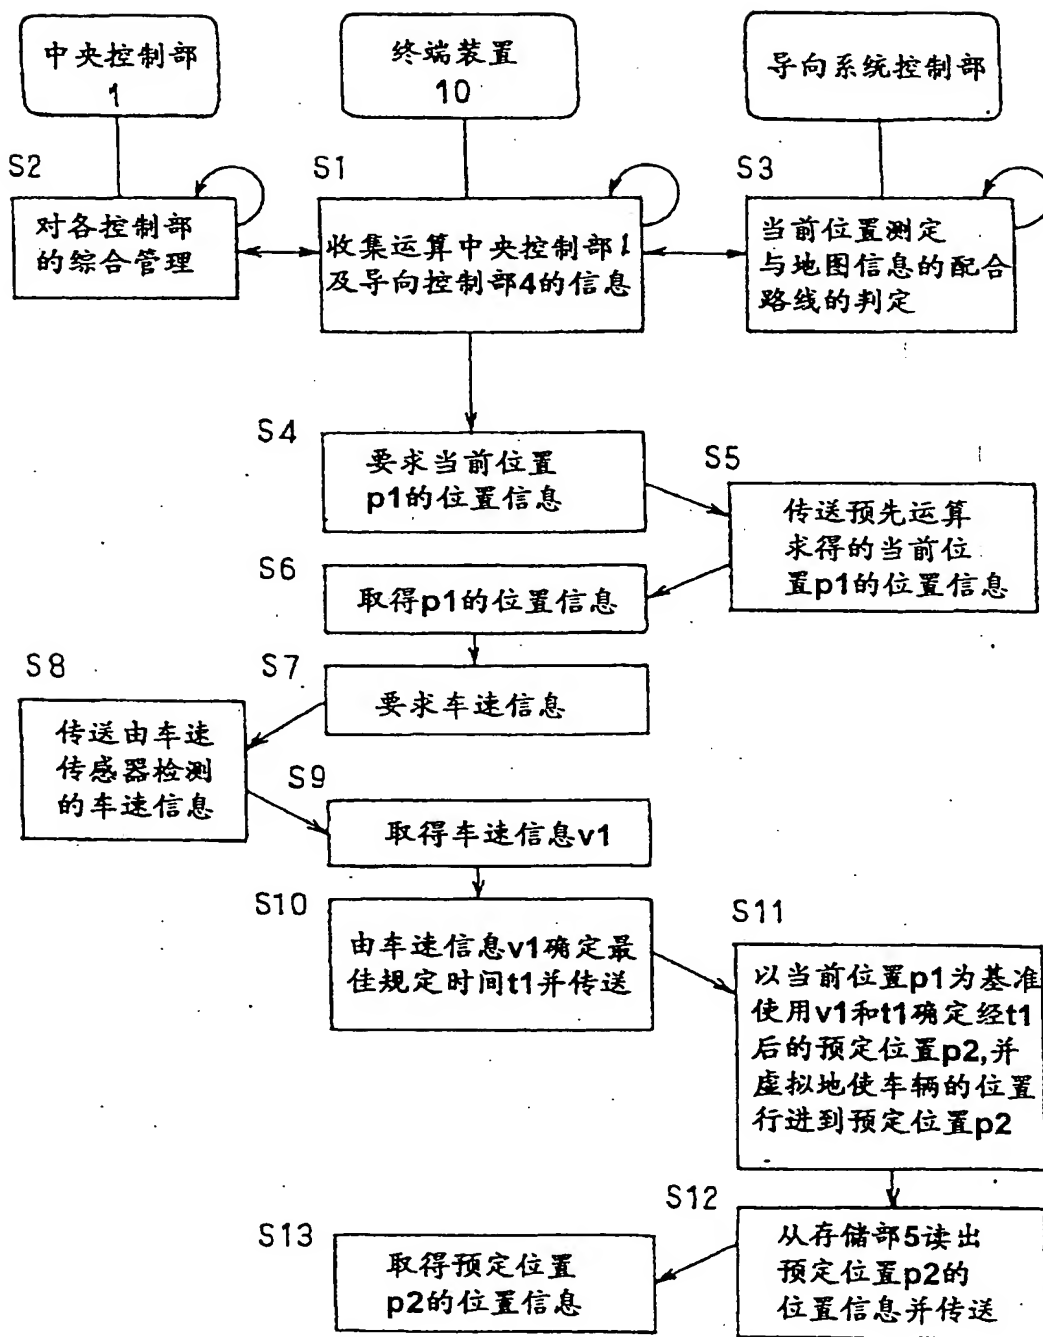 中央控制部
1
终端装置
10
导向系统控制部
S2
S1
S3
对各控制部
的综合管理
收集运算中央控制部1
及导向控制部4的信息
当前位置测定
与地图信息的配合
路线的判定
S4
要求当前位置
p1的位置信息
S5
传送预先运算
求得的当前位
置p1的位置信息
S6
取得p1的位置信息
S7
要求车速信息
S8
传送由车速
传感器检测
的车速信息
S9
取得车速信息v1
S10
由车速信息v1确定最
佳规定时间t1并传送
S11
以当前位置p1为基准
使用v1和t1确定经t1
后的预定位置p2,并
虚拟地使车辆的位置
行进到预定位置p2
S12
从存储部5读出
预定位置p2的
位置信息并传送
S13
取得预定位置
p2的位置信息